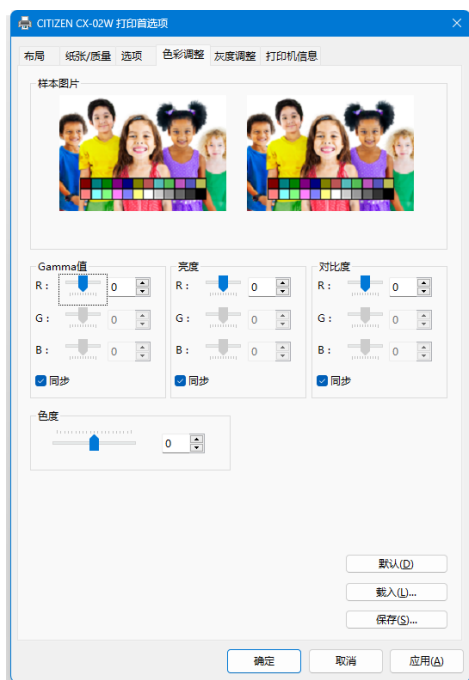 CITIZEN CX-02W 打印首选项
布局 纸张/质量 选项 色彩调整 灰度调整 打印机信息
样本图片
Gamma值 亮度 对比度
R： 0 R： 0 R： 0
G： 0 G： 0 G： 0
B： 0 B： 0 B： 0
同步 同步 同步
色度
0
默认(D)
载入(L)...
保存(S)...
确定 取消 应用(A)